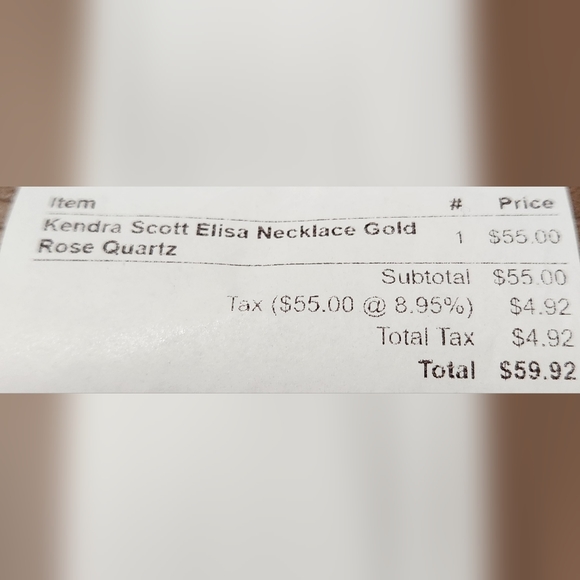 Item # Price
Kendra Scott Elisa Necklace Gold
Rose Quartz 1 $55.00
Subtotal $55.00
Tax ($55.00 @ 8.95%) $4.92
Total Tax $4.92
Total $59.92